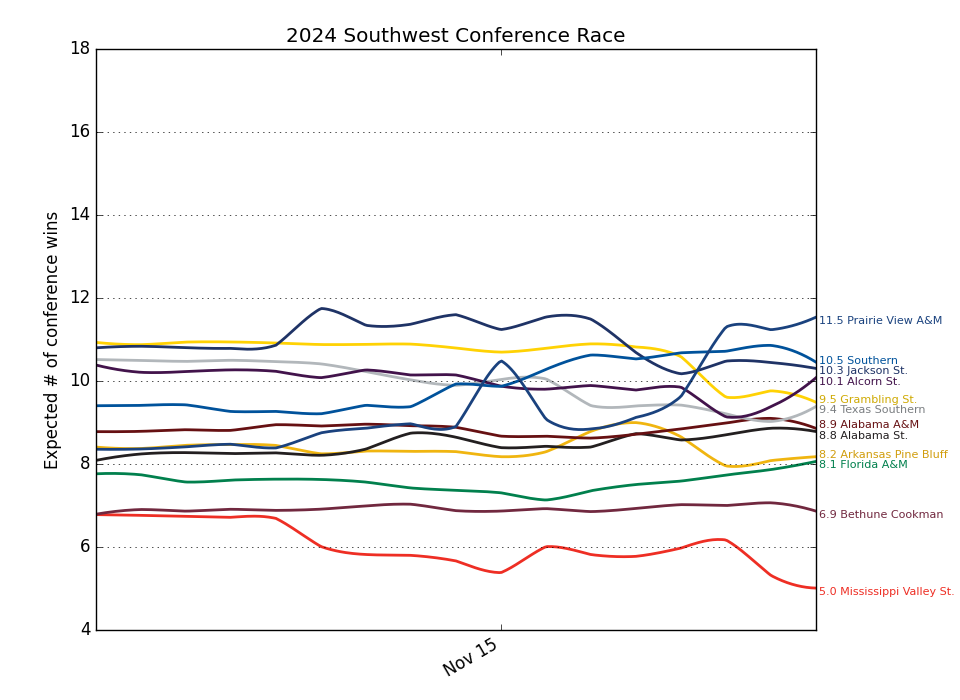 2024 Southwest Conference Race
Expected # of conference wins
18
16
14
12
10
8
6
4
Nov 15
11.5 Prairie View A&M
10.5 Southern
10.3 Jackson St.
10.1 Alcorn St.
9.5 Grambling St.
9.4 Texas Southern
8.9 Alabama A&M
8.8 Alabama St.
8.2 Arkansas Pine Bluff
8.1 Florida A&M
6.9 Bethune Cookman
5.0 Mississippi Valley St.